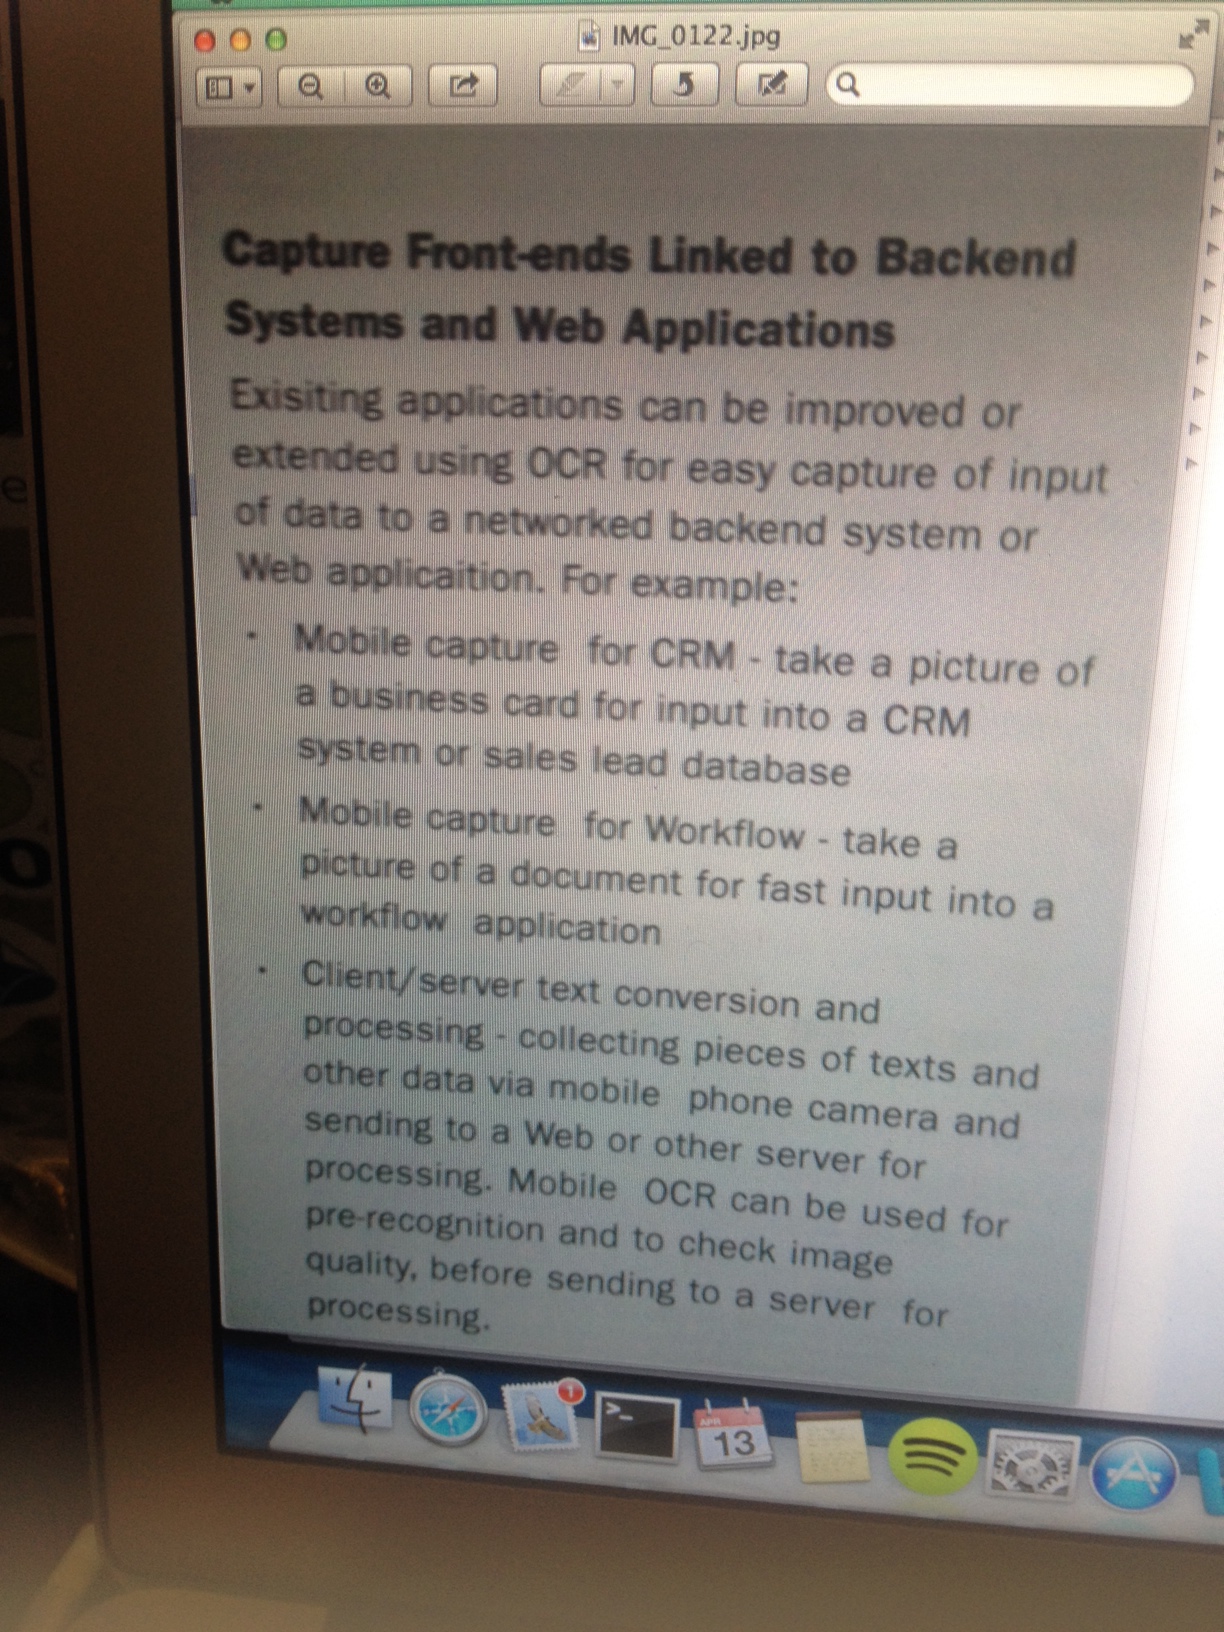 IMG_0122.jpg
Capture Front-ends Linked to Backend
Systems and Web Applications
Exisiting applications can be improved or
extended using OCR for easy capture of input
of data to a networked backend system or
Web applicaition. For example:
· Mobile capture for CRM - take a picture of
a business card for input into a CRM
system or sales lead database
· Mobile capture for Workflow - take a
picture of a document for fast input into a
workflow application
· Client/server text conversion and
processing - collecting pieces of texts and
other data via mobile phone camera and
sending to a Web or other server for
processing. Mobile OCR can be used for
pre-recognition and to check image
quality, before sending to a server for
processing.
1
>_
APR
13